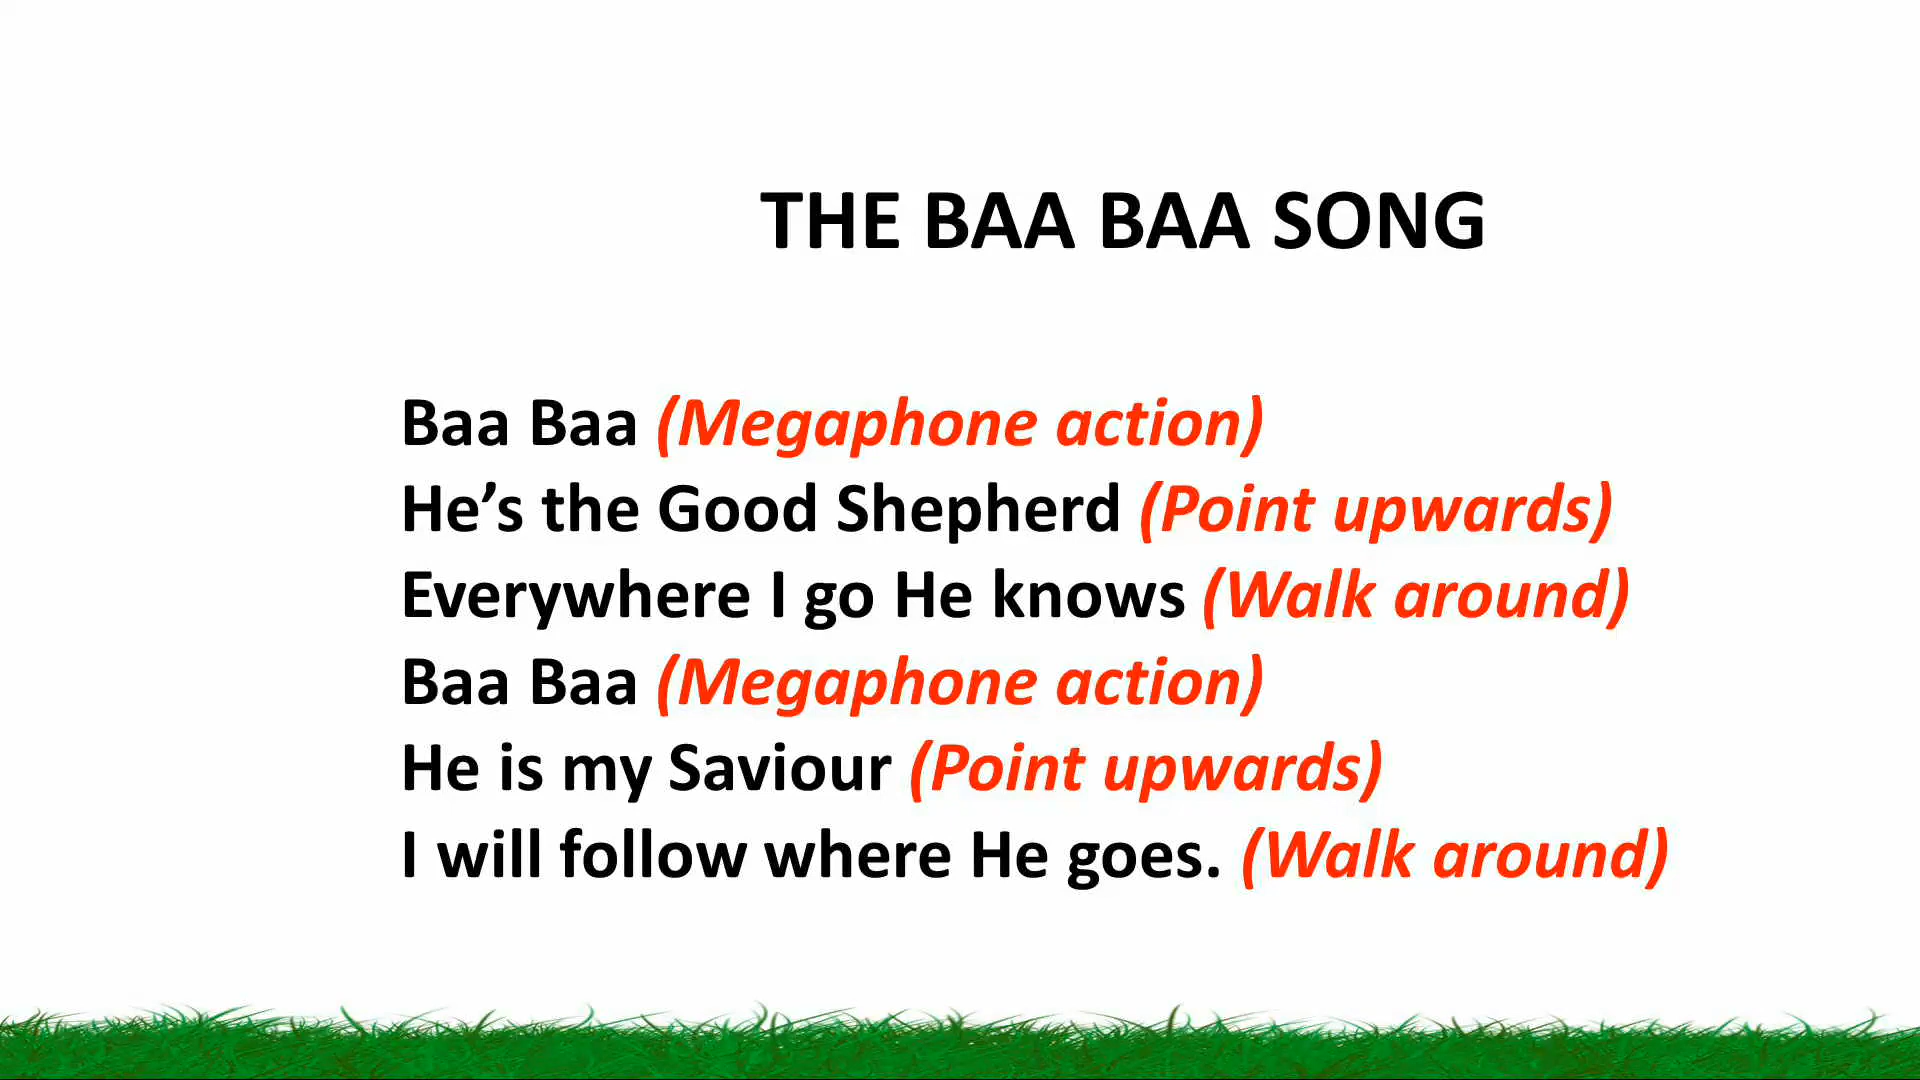 THE BAA BAA SONG
Baa Baa (Megaphone action)
He’s the Good Shepherd (Point upwards)
Everywhere I go He knows (Walk around)
Baa Baa (Megaphone action)
He is my Saviour (Point upwards)
I will follow where He goes. (Walk around)